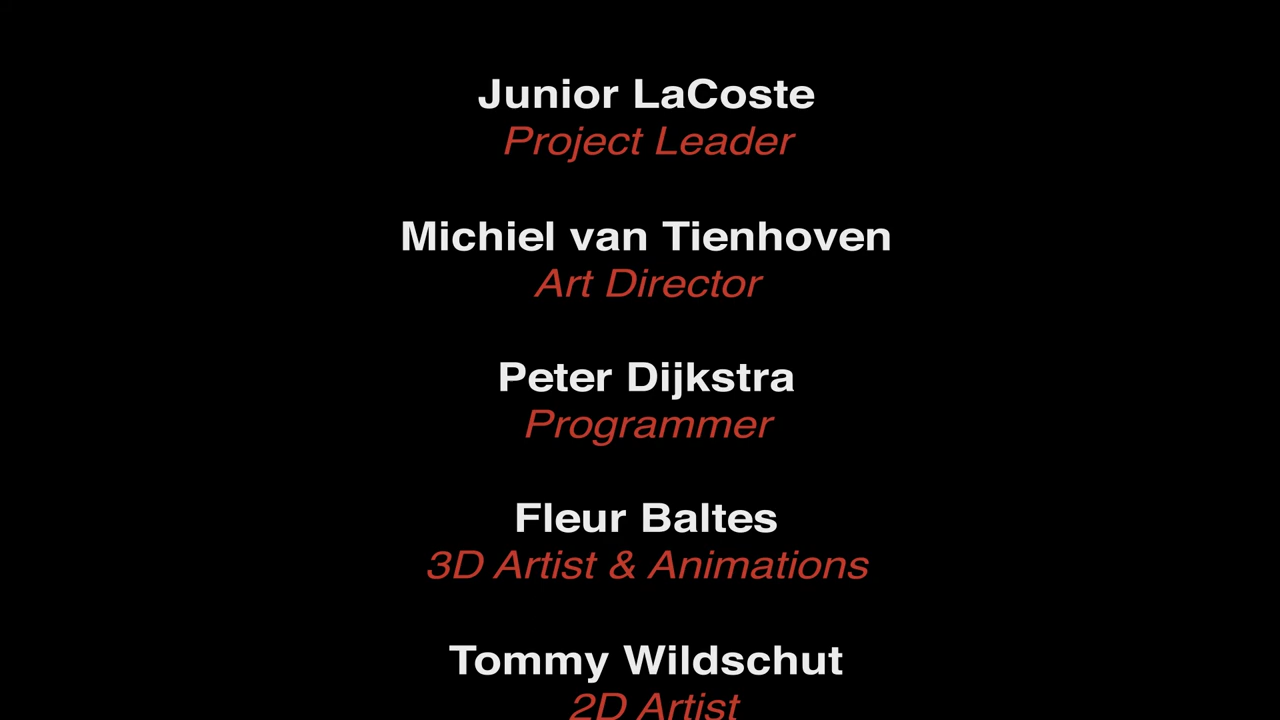 Junior LaCoste
Project Leader
Michiel van Tienhoven
Art Director
Peter Dijkstra
Programmer
Fleur Baltes
3D Artist & Animations
Tommy Wildschut
2D Artist